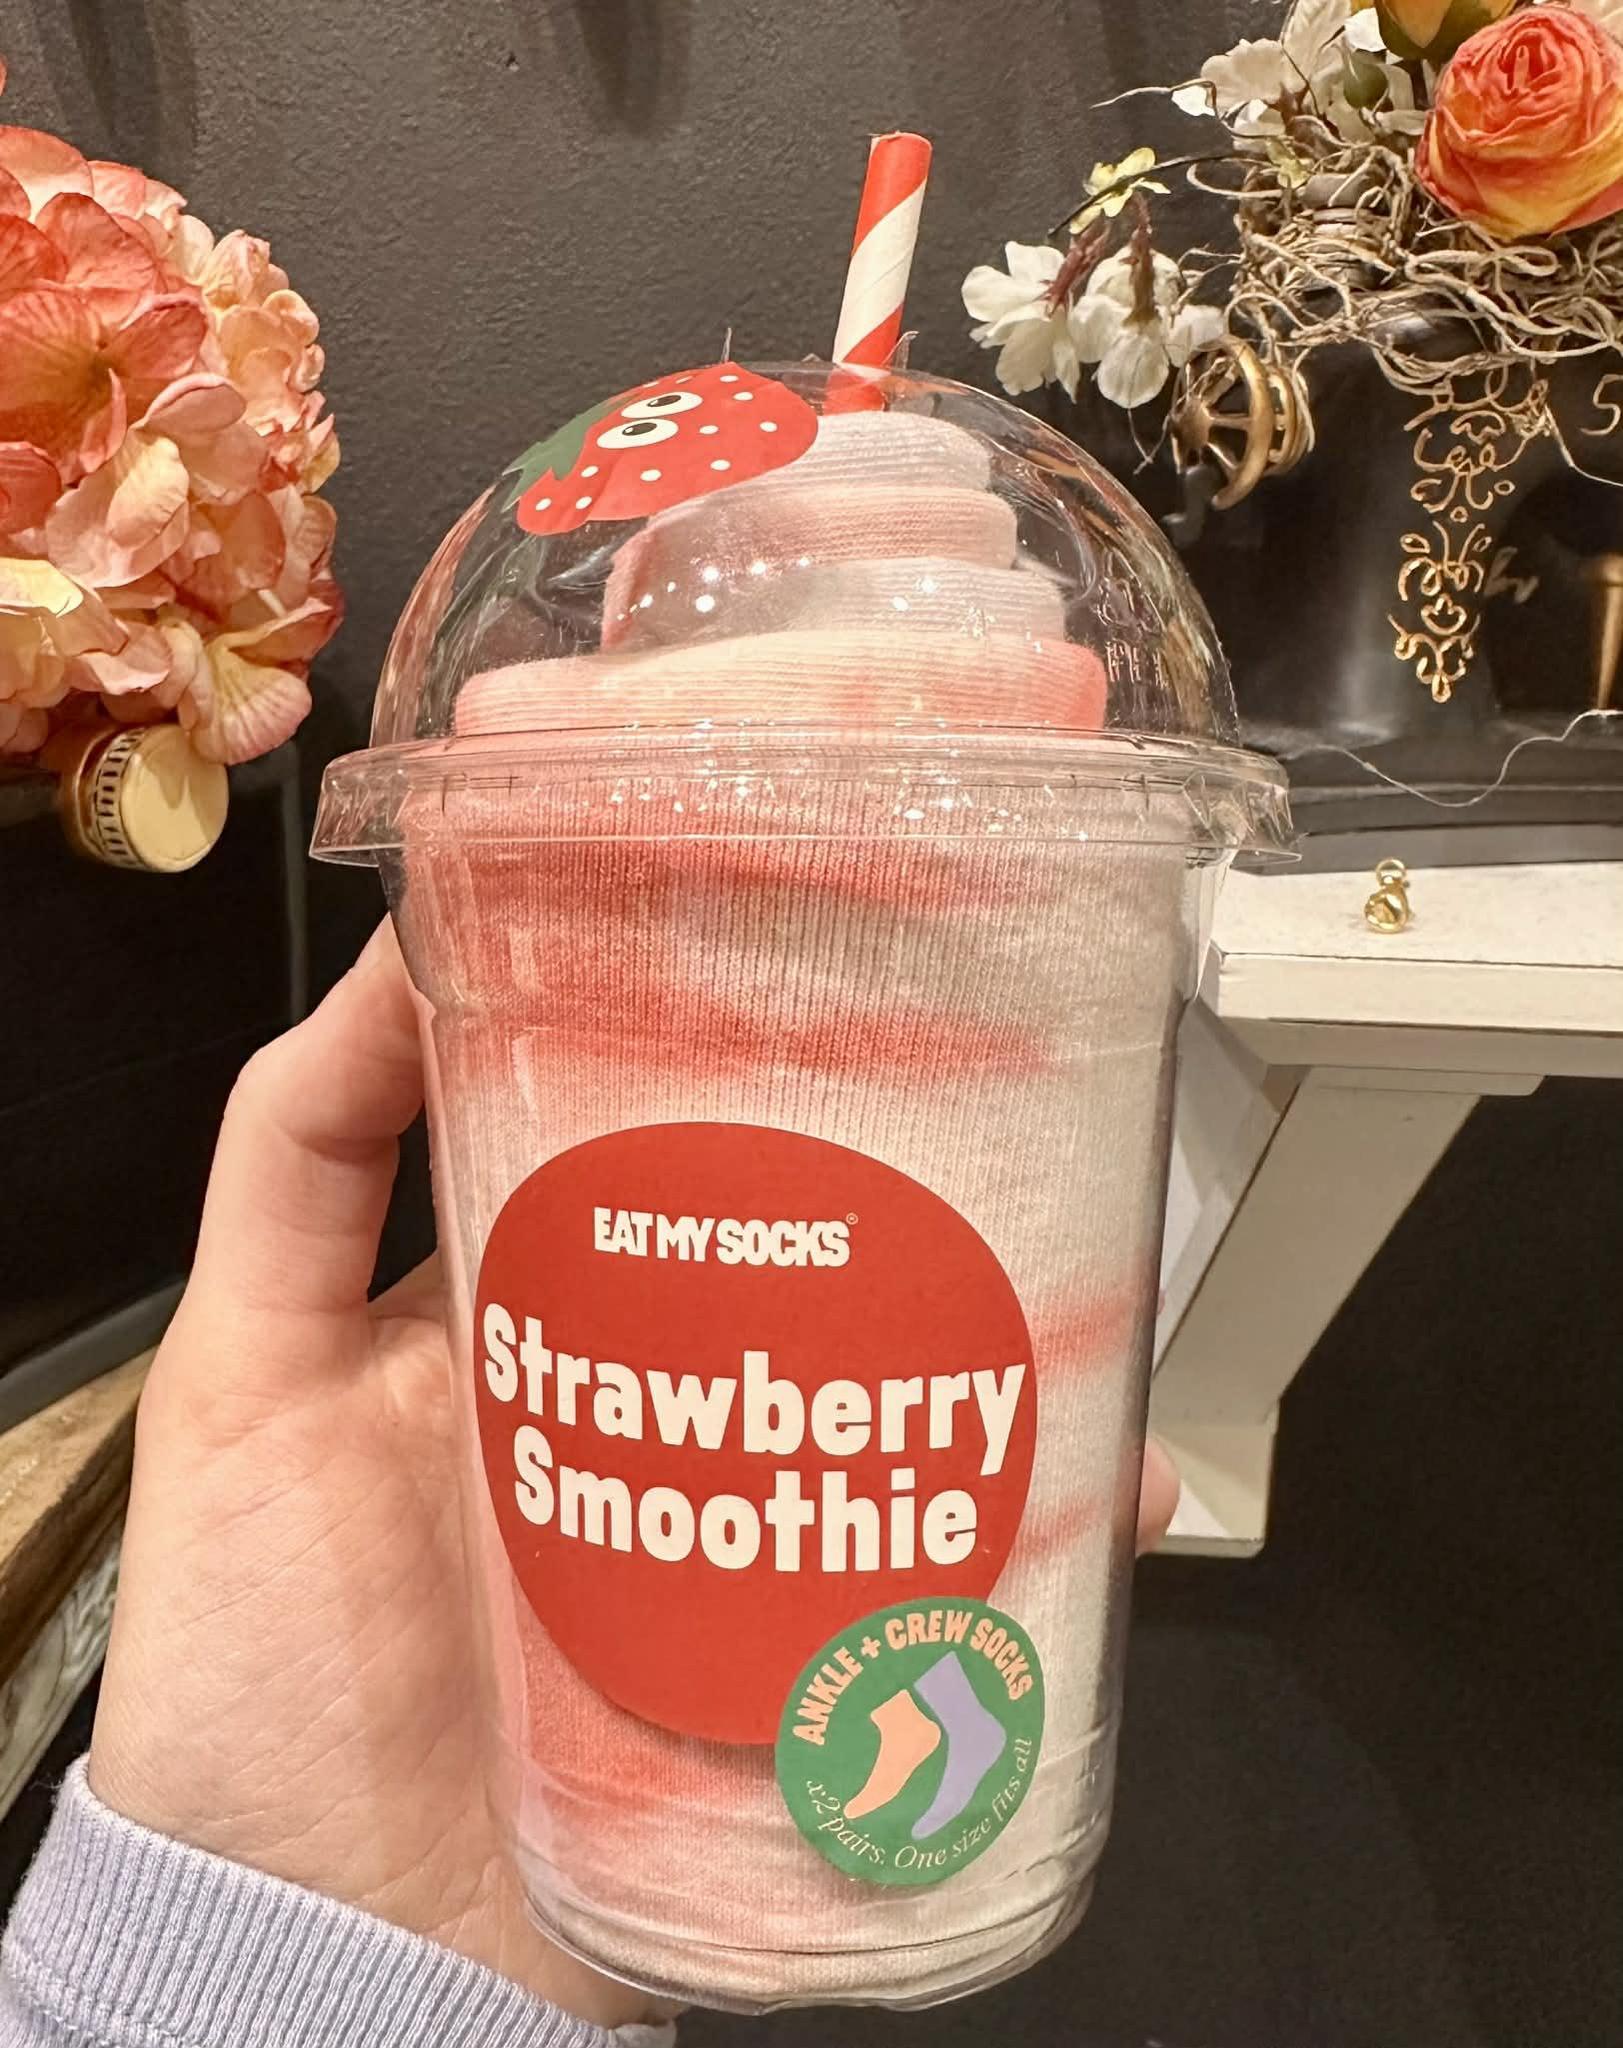 EAT MY SOCKS®
Strawberry
Smoothie
ANKLE + CREW SOCKS
x2 pairs. One size fits all